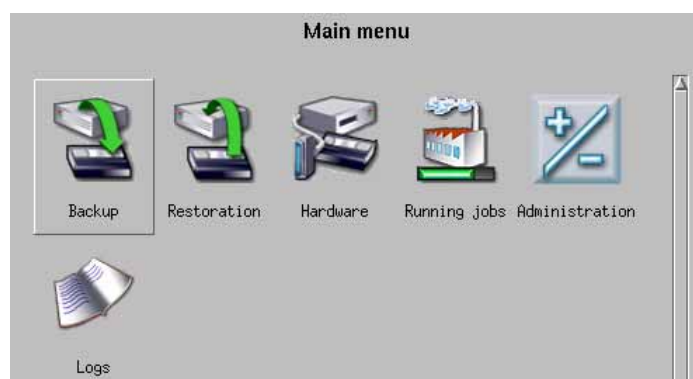 Main menu
Backup Restoration Hardware Running jobs Administration
Logs